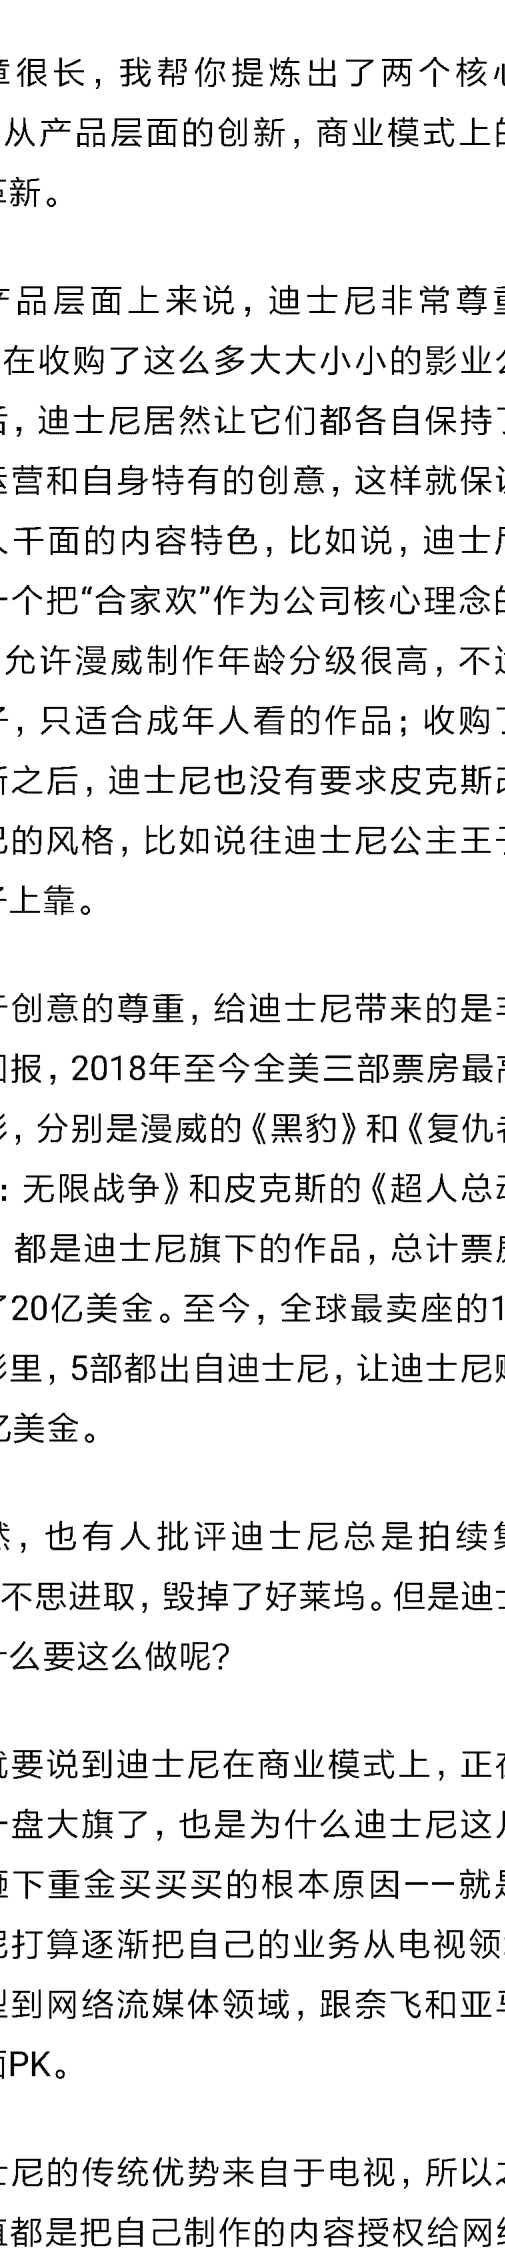 章很长，我帮你提炼出了两个核心
从产品层面的创新，商业模式上的
革新。
产品层面上来说，迪士尼非常尊重
在收购了这么多大大小小的影业公
后，迪士尼居然让它们都各自保持了
运营和自身特有的创意，这样就保证
人千面的内容特色，比如说，迪士尼
一个把“合家欢”作为公司核心理念的
允许漫威制作年龄分级很高，不适
子，只适合成年人看的作品；收购了
斯之后，迪士尼也没有要求皮克斯改
己的风格，比如说往迪士尼公主王子
子上靠。
于创意的尊重，给迪士尼带来的是丰
回报，2018年至今全美三部票房最高
影，分别是漫威的《黑豹》和《复仇者
：无限战争》和皮克斯的《超人总动
都是迪士尼旗下的作品，总计票房
了20亿美金。至今，全球最卖座的1
影里，5部都出自迪士尼，让迪士尼赚
亿美金。
然，也有人批评迪士尼总是拍续集
不思进取，毁掉了好莱坞。但是迪士
什么要这么做呢？
就要说到迪士尼在商业模式上，正在
一盘大旗了，也是为什么迪士尼这几
砸下重金买买买的根本原因——就是
尼打算逐渐把自己的业务从电视领域
型到网络流媒体领域，跟奈飞和亚马
面PK。
士尼的传统优势来自于电视，所以之
直都是把自己制作的内容授权给网络